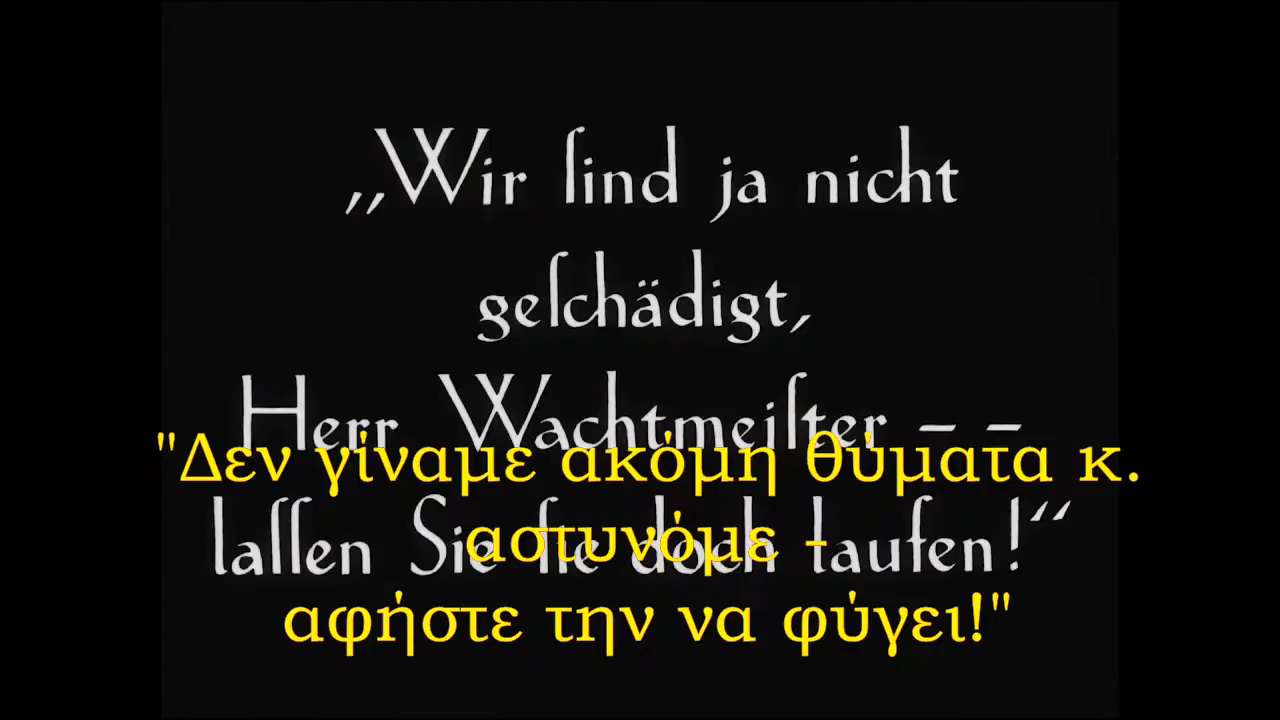 „Wir ſind ja nicht
geſchädigt,
Herr Wachtmeiſter – –
laſſen Sie ſie doch laufen!“
"Δεν γίναμε ακόμη θύματα κ.
αστυνόμε -
αφήστε την να φύγει!"